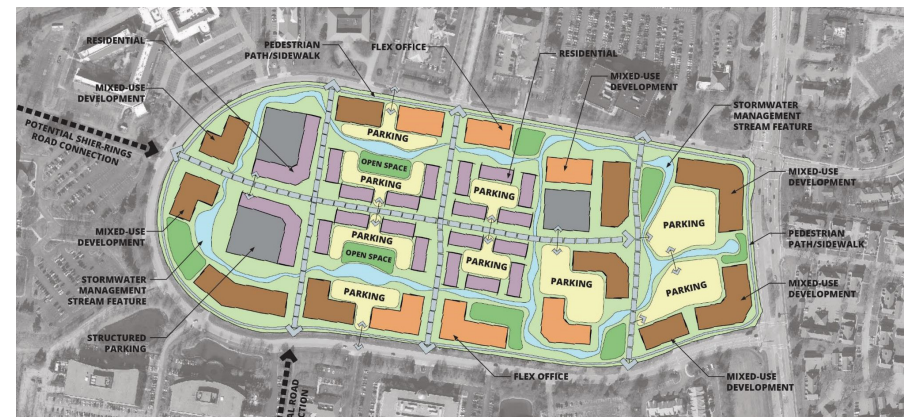 RESIDENTIAL
PEDESTRIAN
PATH/SIDEWALK
FLEX OFFICE
RESIDENTIAL
MIXED-USE
DEVELOPMENT
MIXED-USE
DEVELOPMENT
STORMWATER
MANAGEMENT
STREAM FEATURE
POTENTIAL SHIER-RINGS
ROAD CONNECTION
PARKING
OPEN SPACE
PARKING
PARKING
MIXED-USE
DEVELOPMENT
MIXED-USE
DEVELOPMENT
PARKING
PEDESTRIAN
PATH/SIDEWALK
PARKING
OPEN SPACE
PARKING
PARKING
PARKING
PARKING
STORMWATER
MANAGEMENT
STREAM FEATURE
MIXED-USE
DEVELOPMENT
STRUCTURED
PARKING
FLEX OFFICE
MIXED-USE
DEVELOPMENT
AL ROAD
NECTION